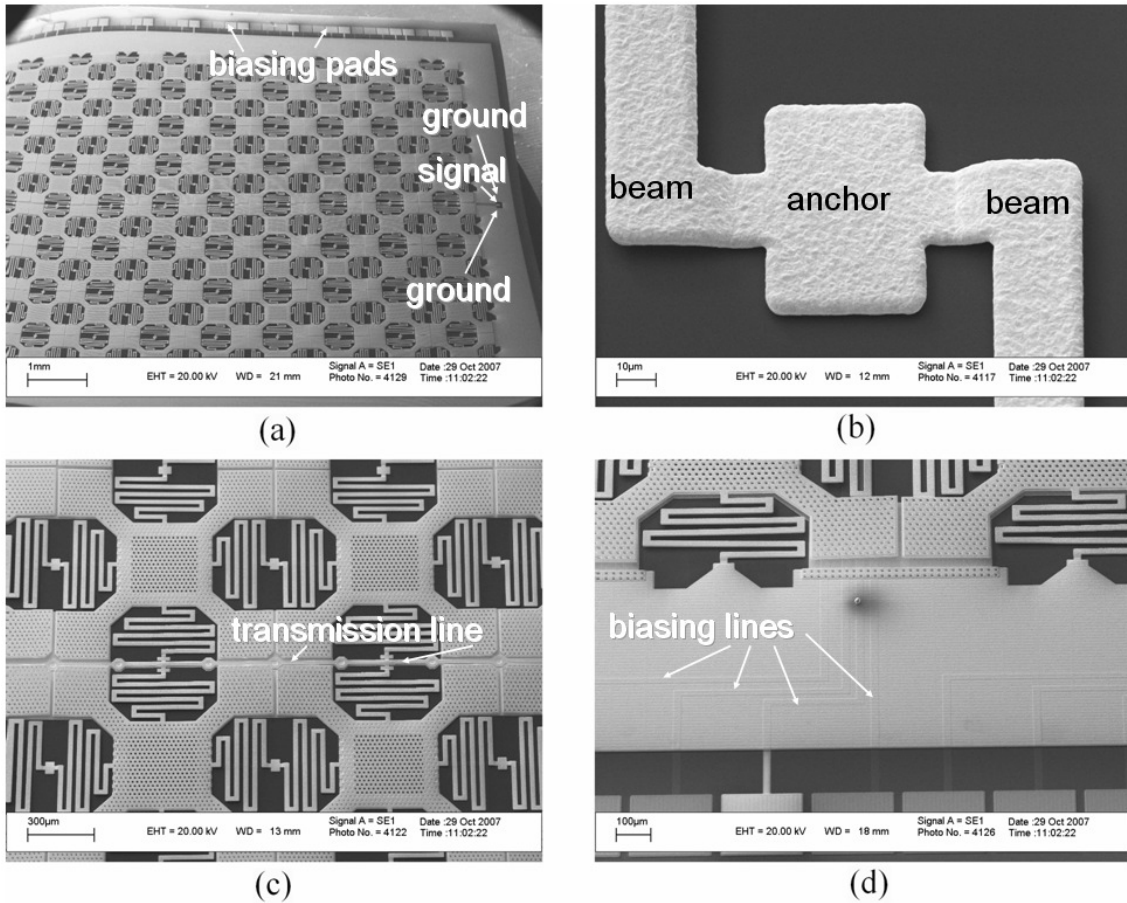 biasing pads
ground
signal
ground
1mm
EHT = 20.00 kV
WD = 21 mm
Signal A = SE1
Photo No. = 4129
Date :29 Oct 2007
Time :11:02:22
(a)
beam
anchor
beam
10µm
EHT = 20.00 kV
WD = 12 mm
Signal A = SE1
Photo No. = 4117
Date :29 Oct 2007
Time :11:02:22
(b)
transmission line
300µm
EHT = 20.00 kV
WD = 13 mm
Signal A = SE1
Photo No. = 4122
Date :29 Oct 2007
Time :11:02:22
(c)
biasing lines
100µm
EHT = 20.00 kV
WD = 18 mm
Signal A = SE1
Photo No. = 4126
Date :29 Oct 2007
Time :11:02:22
(d)